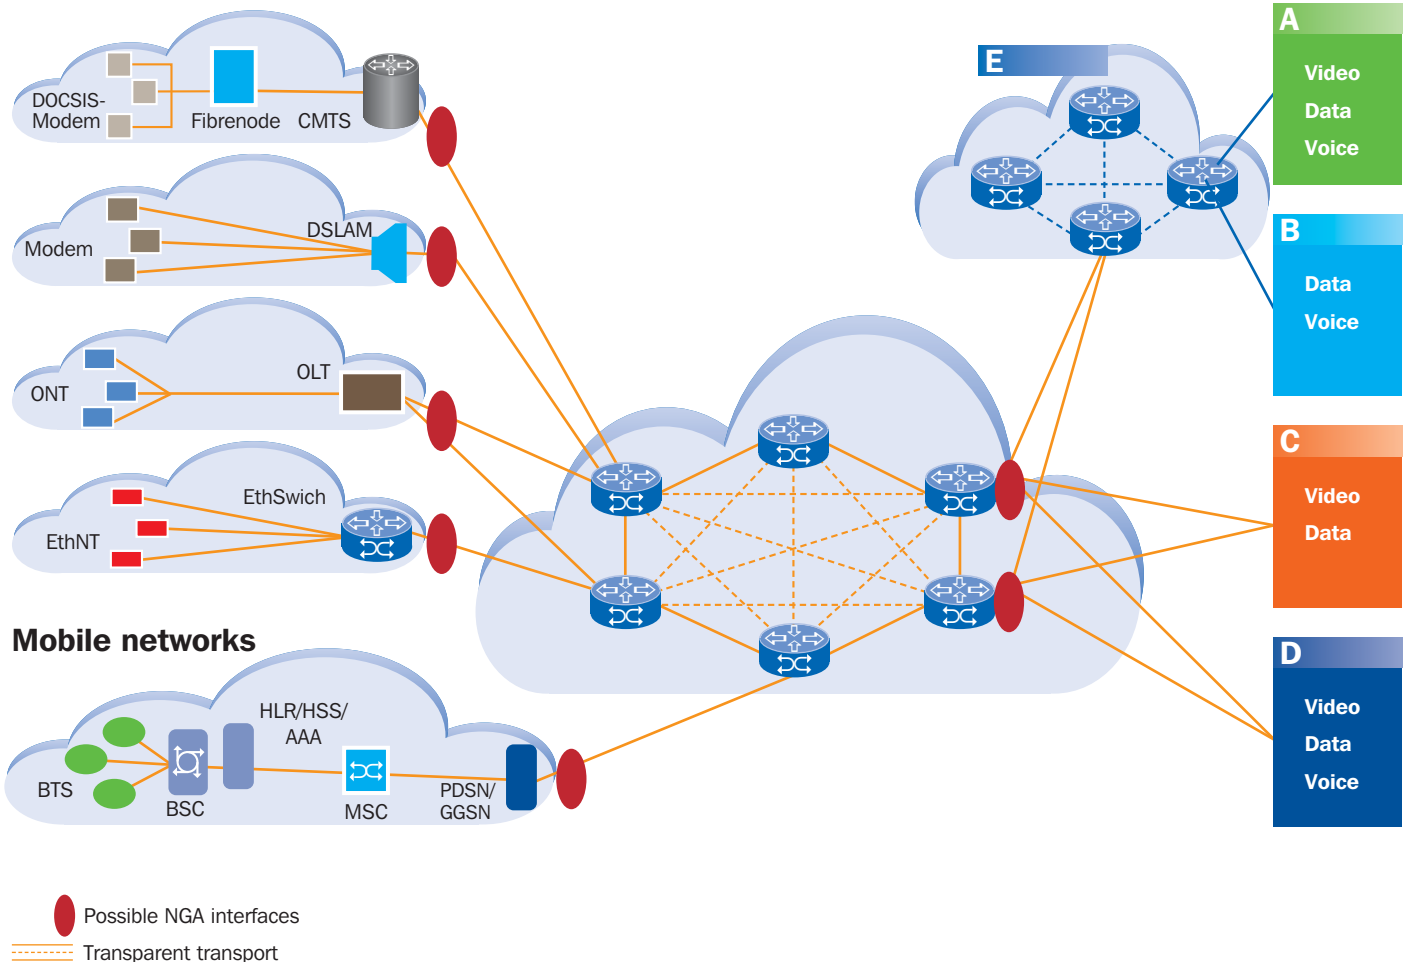 DOCSIS-
Modem
Fibrenode
CMTS
Modem
DSLAM
ONT
OLT
EthNT
EthSwich
Mobile networks
BTS
BSC
HLR/HSS/
AAA
MSC
PDSN/
GGSN
E
A
Video
Data
Voice
B
Data
Voice
C
Video
Data
D
Video
Data
Voice
Possible NGA interfaces
Transparent transport